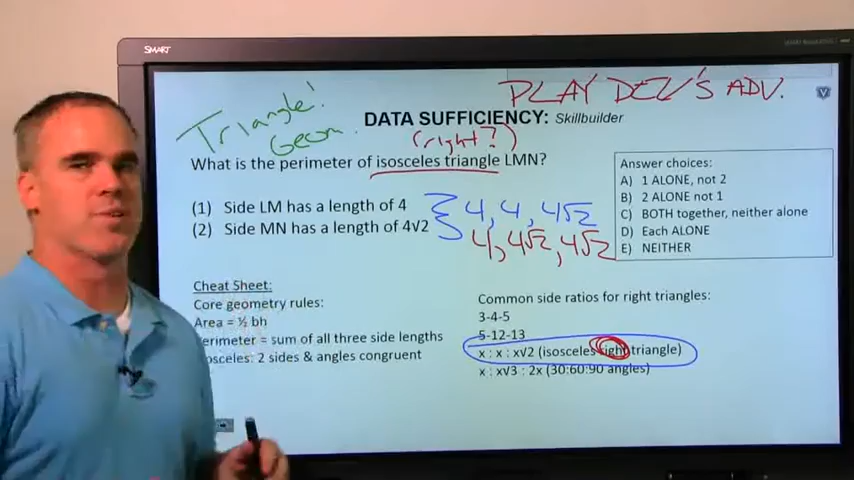 SMART
PLAY DEV'S ADV.
Triangle!
Geom.
DATA SUFFICIENCY: Skillbuilder
(right?)
What is the perimeter of isosceles triangle LMN?
(1) Side LM has a length of 4
(2) Side MN has a length of 4√2
4, 4, 4√2
4, 4√2, 4√2
Answer choices:
A) 1 ALONE, not 2
B) 2 ALONE not 1
C) BOTH together, neither alone
D) Each ALONE
E) NEITHER
Cheat Sheet:
Core geometry rules:
Area = ½ bh
Perimeter = sum of all three side lengths
osceles: 2 sides & angles congruent
Common side ratios for right triangles:
3-4-5
5-12-13
x : x : x√2 (isosceles right triangle)
x : x√3 : 2x (30:60:90 angles)